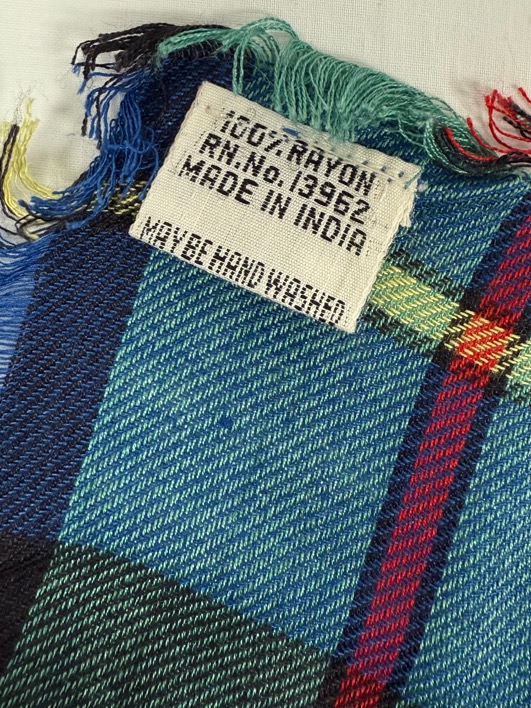 100% RAYON
RN.No.13962
MADE IN INDIA
MAY BE HAND WASHED